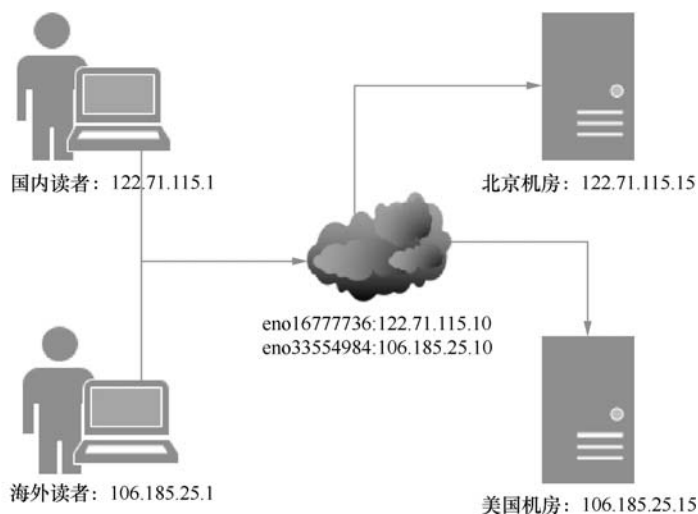 国内读者：122.71.115.1
北京机房：122.71.115.15
eno16777736:122.71.115.10
eno33554984:106.185.25.10
海外读者：106.185.25.1
美国机房：106.185.25.15